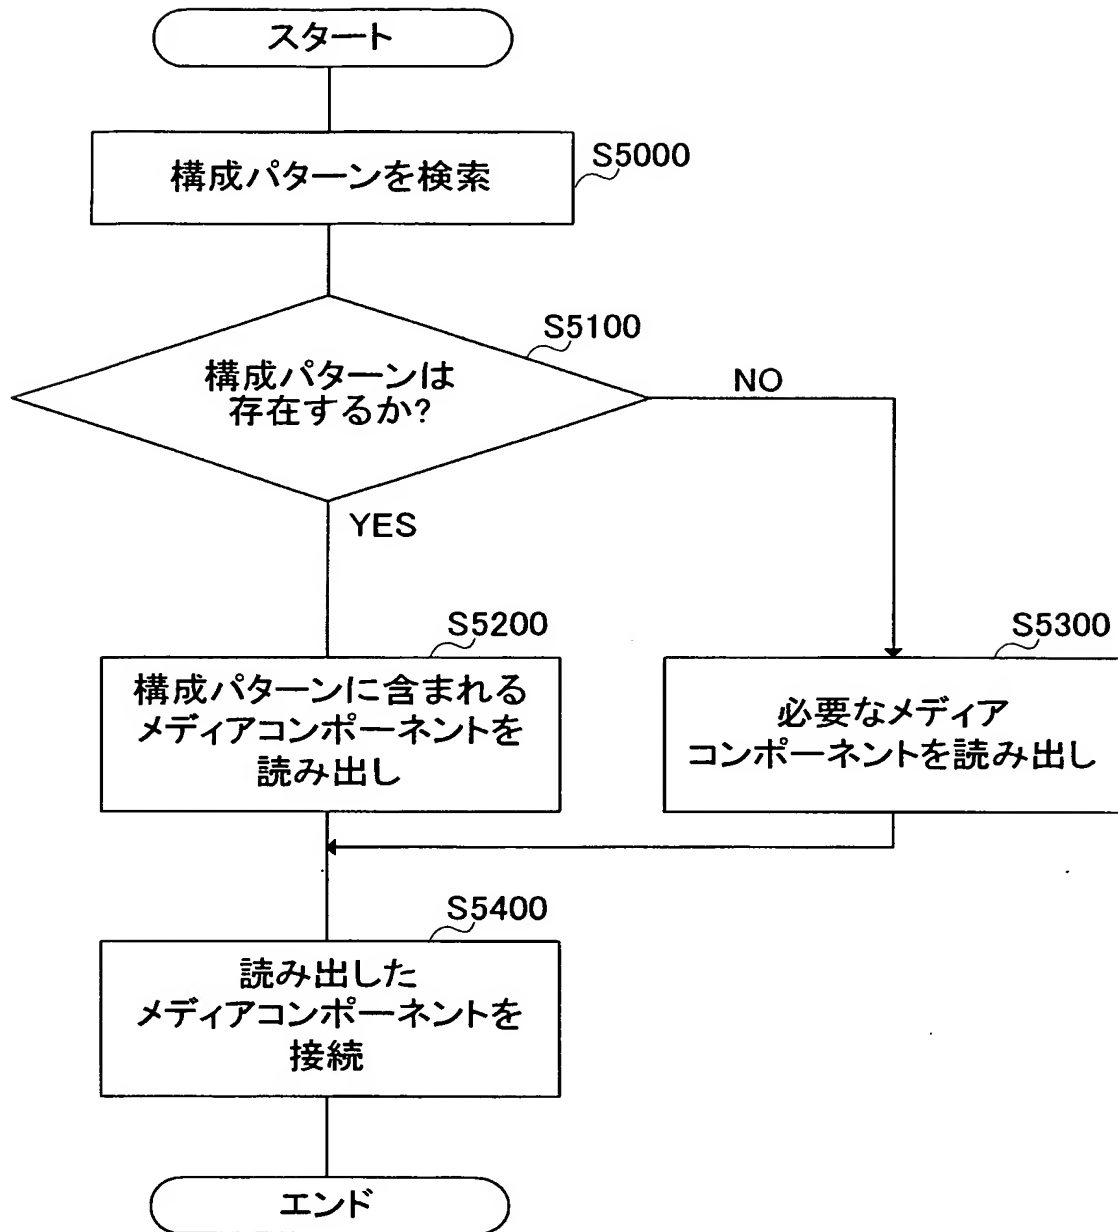 スタート
構成パターンを検索
S5000
S5100
構成パターンは
存在するか?
NO
YES
S5200
構成パターンに含まれる
メディアコンポーネントを
読み出し
S5300
必要なメディア
コンポーネントを読み出し
S5400
読み出した
メディアコンポーネントを
接続
エンド